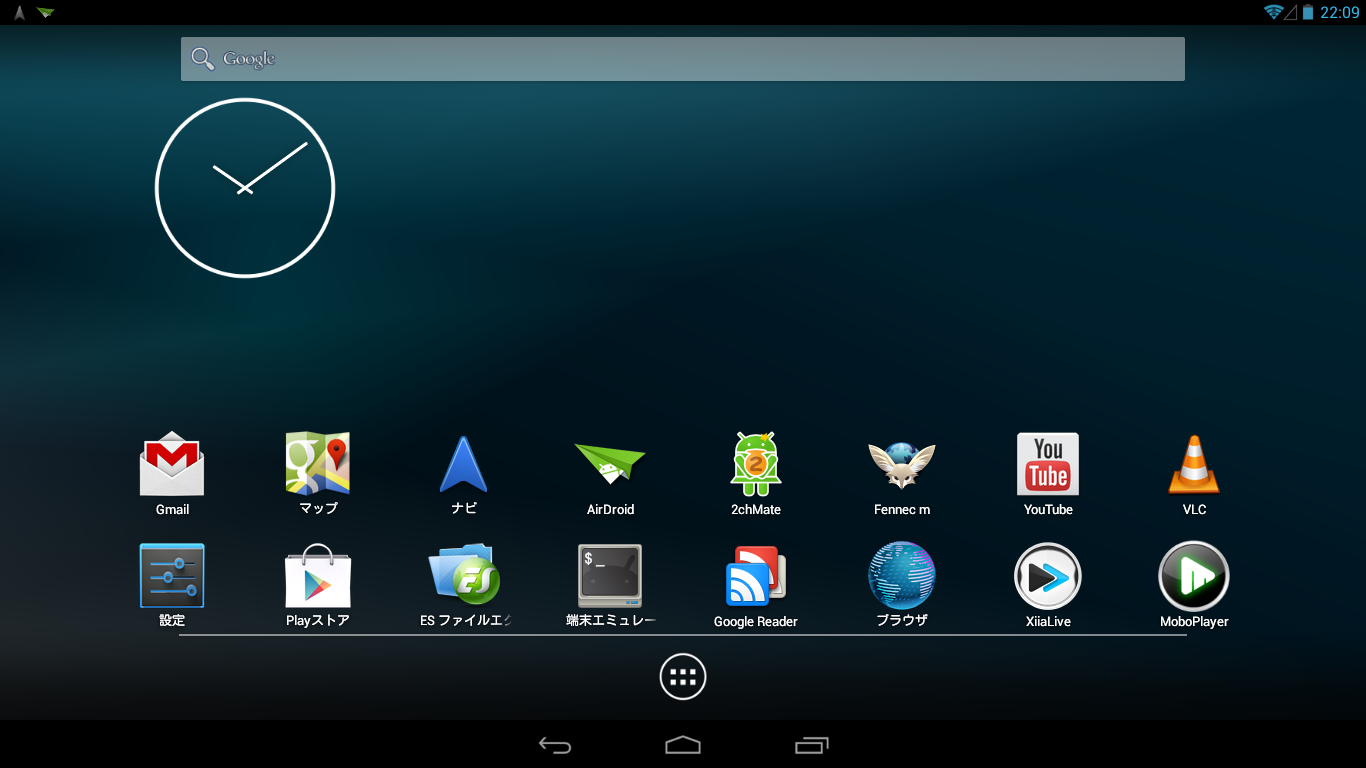 22:09
Google
Gmail
マップ
ナビ
AirDroid
2
2chMate
Fennec m
You
Tube
YouTube
VLC
設定
Playストア
ES
ES ファイルエク
$_
端末エミュレー
Google Reader
ブラウザ
XiiaLive
MoboPlayer